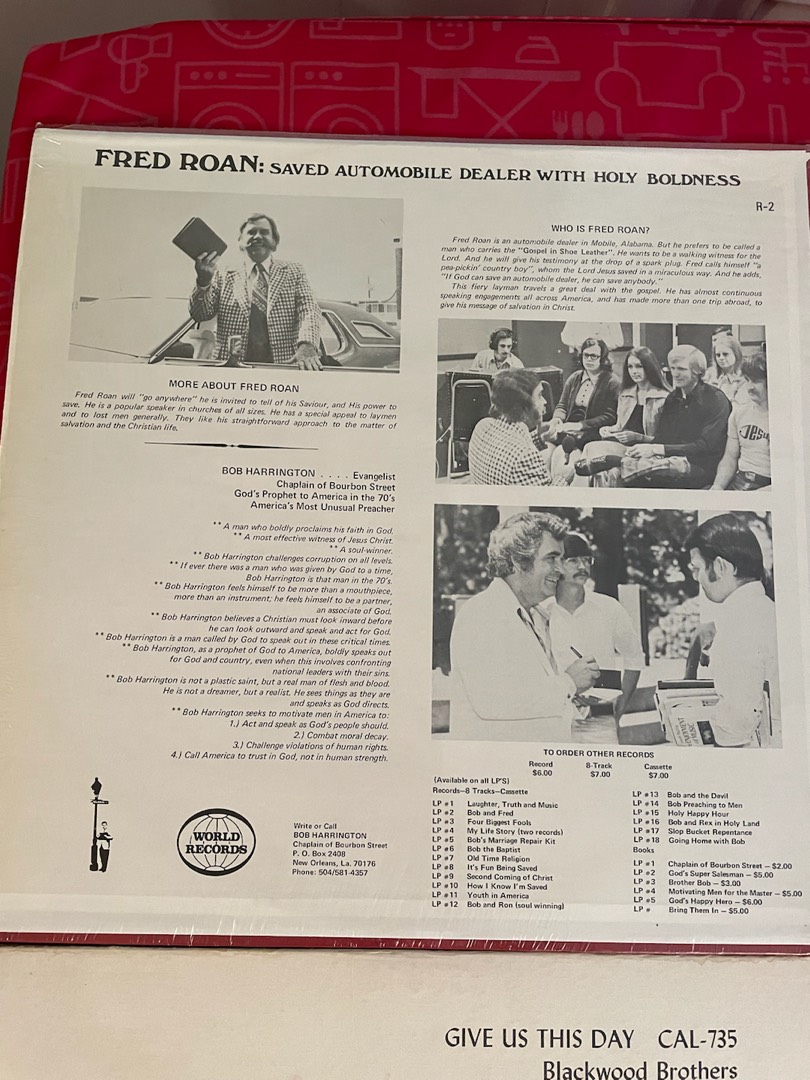 FRED ROAN: SAVED AUTOMOBILE DEALER WITH HOLY BOLDNESS
R-2
WHO IS FRED ROAN?
Fred Roan is an automobile dealer in Mobile, Alabama. But he prefers to be called a
man who carries the "Gospel in Shoe Leather". He wants to be a walking witness for the
Lord. And he will give his testimony at the drop of a spark plug. Fred calls himself "a
pea-pickin' country boy", whom the Lord Jesus saved in a miraculous way. And he adds,
"If God can save an automobile dealer, he can save anybody."
This fiery layman travels a great deal with the gospel. He has almost continuous
speaking engagements all across America, and has made more than one trip abroad, to
give his message of salvation in Christ.
MORE ABOUT FRED ROAN
Fred Roan will "go anywhere" he is invited to tell of his Saviour, and His power to
save. He is a popular speaker in churches of all sizes. He has a special appeal to laymen
and to lost men generally. They like his straightforward approach to the matter of
salvation and the Christian life.
BOB HARRINGTON . . . . Evangelist
Chaplain of Bourbon Street
God's Prophet to America in the 70's
America's Most Unusual Preacher
** A man who boldly proclaims his faith in God.
** A most effective witness of Jesus Christ.
** A soul-winner.
** Bob Harrington challenges corruption on all levels.
** If ever there was a man who was given by God to a time,
Bob Harrington is that man in the 70's.
** Bob Harrington feels himself to be more than a mouthpiece,
more than an instrument; he feels himself to be a partner,
an associate of God.
** Bob Harrington believes a Christian must look inward before
he can look outward and speak and act for God.
** Bob Harrington is a man called by God to speak out in these critical times.
** Bob Harrington, as a prophet of God to America, boldly speaks out
for God and country, even when this involves confronting
national leaders with their sins.
** Bob Harrington is not a plastic saint, but a real man of flesh and blood.
He is not a dreamer, but a realist. He sees things as they are
and speaks as God directs.
** Bob Harrington seeks to motivate men in America to:
1.) Act and speak as God's people should.
2.) Combat moral decay.
3.) Challenge violations of human rights.
4.) Call America to trust in God, not in human strength.
WORLD
RECORDS
Write or Call
BOB HARRINGTON
Chaplain of Bourbon Street
P. O. Box 2408
New Orleans, La. 70176
Phone: 504/581-4357
Jesu
TO ORDER OTHER RECORDS
Record 8-Track Cassette
$6.00 $7.00 $7.00
(Available on all LP'S)
Records—8 Tracks—Cassette
LP #1 Laughter, Truth and Music
LP #2 Bob and Fred
LP #3 Four Biggest Fools
LP #4 My Life Story (two records)
LP #5 Bob's Marriage Repair Kit
LP #6 Bob the Baptist
LP #7 Old Time Religion
LP #8 It's Fun Being Saved
LP #9 Second Coming of Christ
LP #10 How I Know I'm Saved
LP #11 Youth in America
LP #12 Bob and Ron (soul winning)
LP #13 Bob and the Devil
LP #14 Bob Preaching to Men
LP #15 Holy Happy Hour
LP #16 Bob and Rex in Holy Land
LP #17 Slop Bucket Repentance
LP #18 Going Home with Bob
Books
LP #1 Chaplain of Bourbon Street — $2.00
LP #2 God's Super Salesman — $5.00
LP #3 Brother Bob — $3.00
LP #4 Motivating Men for the Master — $5.00
LP #5 God's Happy Hero — $6.00
LP # Bring Them In — $5.00
GIVE US THIS DAY CAL-735
Blackwood Brothers